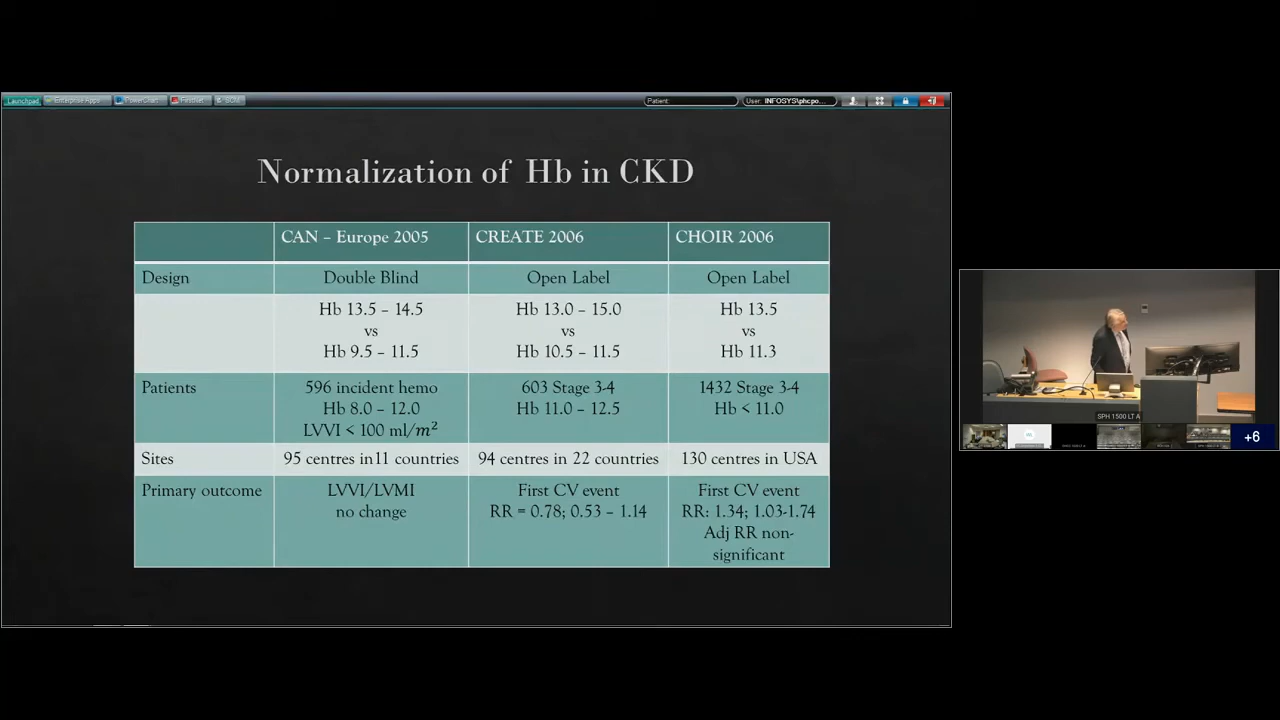 Launchpad Enterprise Apps PowerChart FirstNet SCM Patient: User: INFOSYS\phcpo...
Normalization of Hb in CKD
CAN – Europe 2005 CREATE 2006 CHOIR 2006
Design Double Blind Open Label Open Label
Hb 13.5 – 14.5 Hb 13.0 – 15.0 Hb 13.5
vs vs vs
Hb 9.5 – 11.5 Hb 10.5 – 11.5 Hb 11.3
Patients 596 incident hemo 603 Stage 3-4 1432 Stage 3-4
Hb 8.0 – 12.0 Hb 11.0 – 12.5 Hb < 11.0
LVVI < 100 ml/m²
Sites 95 centres in11 countries 94 centres in 22 countries 130 centres in USA
Primary outcome LVVI/LVMI First CV event First CV event
no change RR = 0.78; 0.53 – 1.14 RR: 1.34; 1.03-1.74
Adj RR non-
significant
SPH 1500 LT A
+6